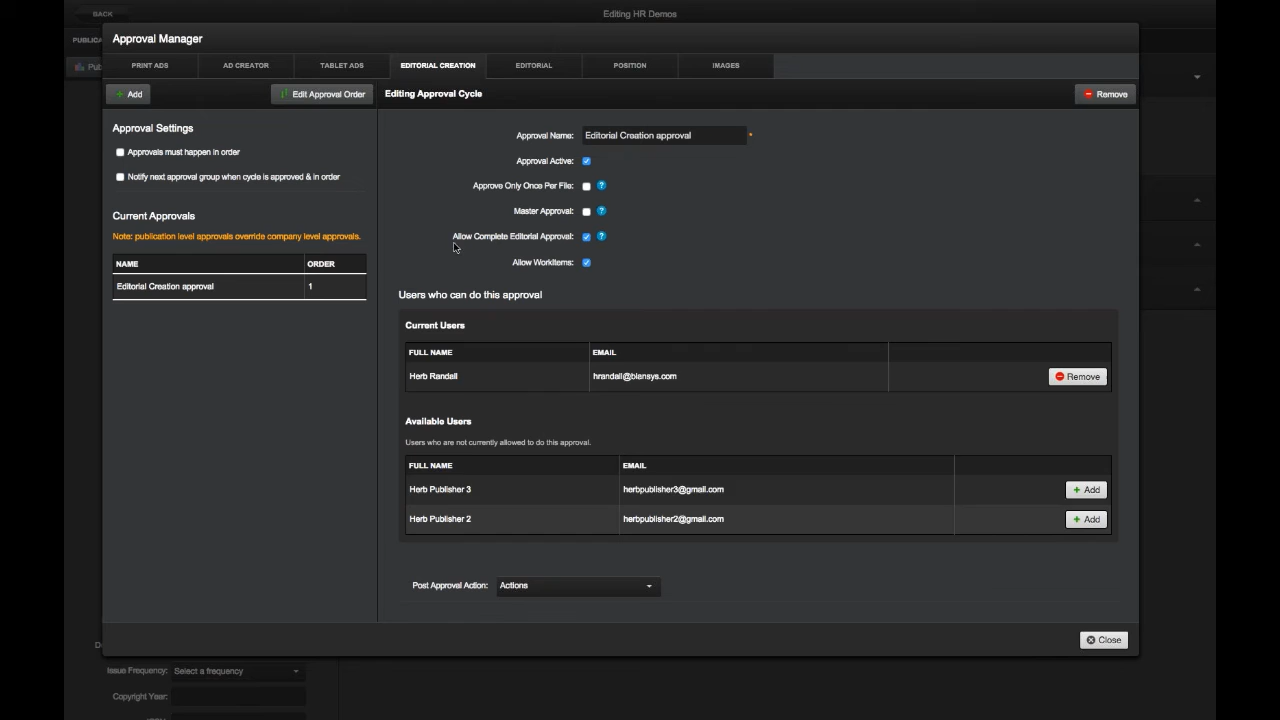 BACK
Editing HR Demos
PUBLICA
Pub
Approval Manager
PRINT ADS
AD CREATOR
TABLET ADS
EDITORIAL CREATION
EDITORIAL
POSITION
IMAGES
Add
Edit Approval Order
Editing Approval Cycle
Remove
Approval Settings
Approvals must happen in order
Notify next approval group when cycle is approved & in order
Current Approvals
Note: publication level approvals override company level approvals.
NAME ORDER
Editorial Creation approval 1
Approval Name: Editorial Creation approval *
Approval Active:
Approve Only Once Per File: ?
Master Approval: ?
Allow Complete Editorial Approval: ?
Allow WorkItems:
Users who can do this approval
Current Users
FULL NAME EMAIL
Herb Randall hrandall@blansys.com Remove
Available Users
Users who are not currently allowed to do this approval.
FULL NAME EMAIL
Herb Publisher 3 herbpublisher3@gmail.com Add
Herb Publisher 2 herbpublisher2@gmail.com Add
Post Approval Action: Actions
Close
Issue Frequency: Select a frequency
Copyright Year: